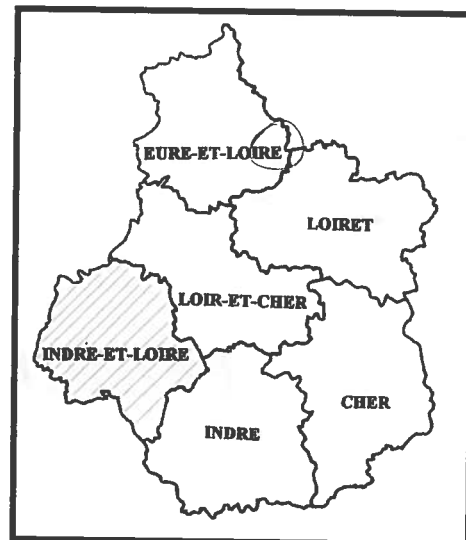 EURE-ET-LOIRE
LOIRET
LOIR-ET-CHER
INDRE-ET-LOIRE
CHER
INDRE